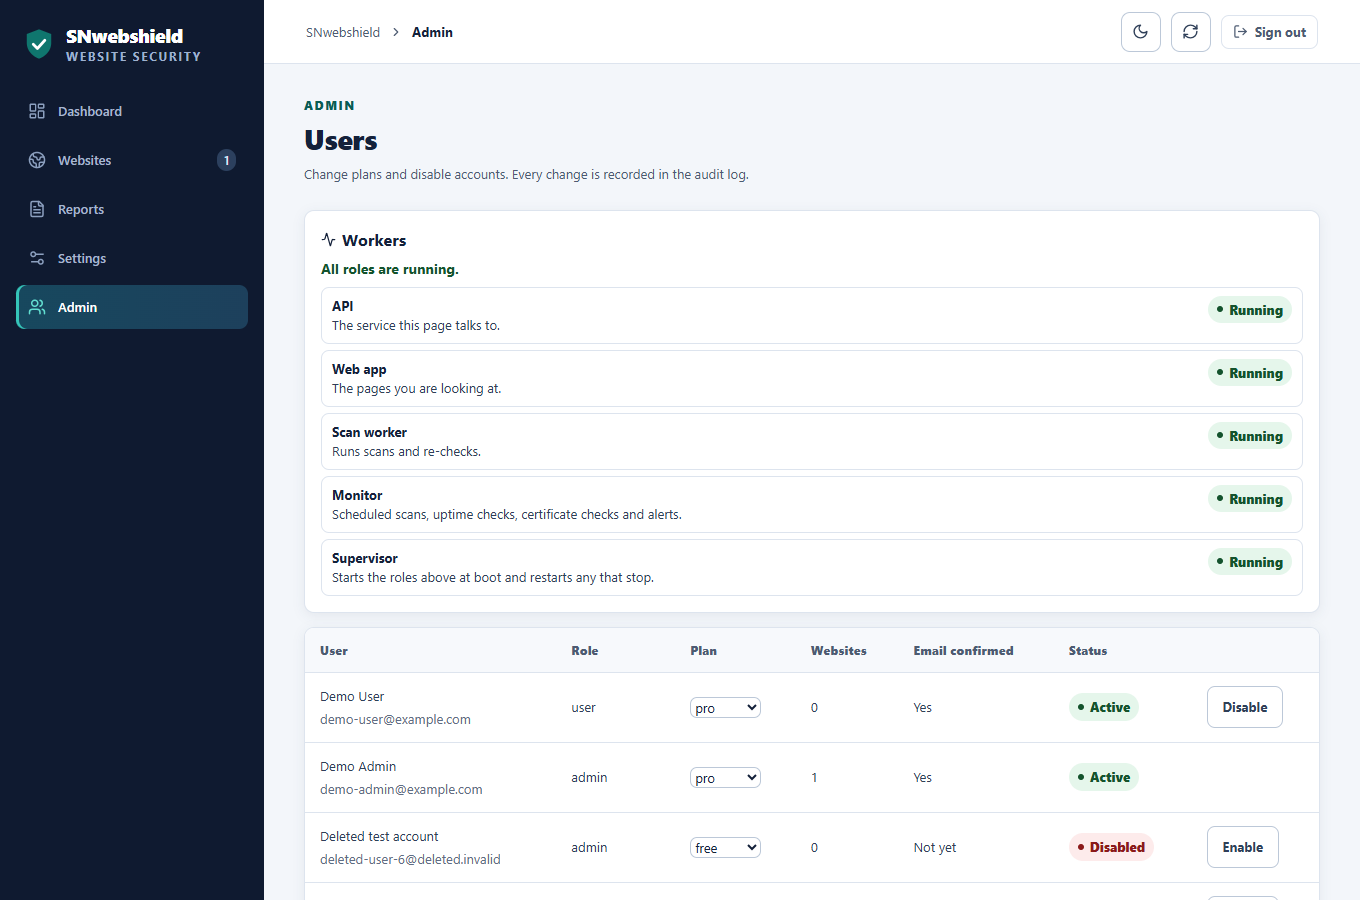 SNwebshield
WEBSITE SECURITY
Dashboard
Websites 1
Reports
Settings
Admin
SNwebshield > Admin
Sign out
ADMIN
Users
Change plans and disable accounts. Every change is recorded in the audit log.
Workers
All roles are running.
API
The service this page talks to.
Running
Web app
The pages you are looking at.
Running
Scan worker
Runs scans and re-checks.
Running
Monitor
Scheduled scans, uptime checks, certificate checks and alerts.
Running
Supervisor
Starts the roles above at boot and restarts any that stop.
Running
User Role Plan Websites Email confirmed Status
Demo User
demo-user@example.com
user pro 0 Yes Active Disable
Demo Admin
demo-admin@example.com
admin pro 1 Yes Active
Deleted test account
deleted-user-6@deleted.invalid
admin free 0 Not yet Disabled Enable